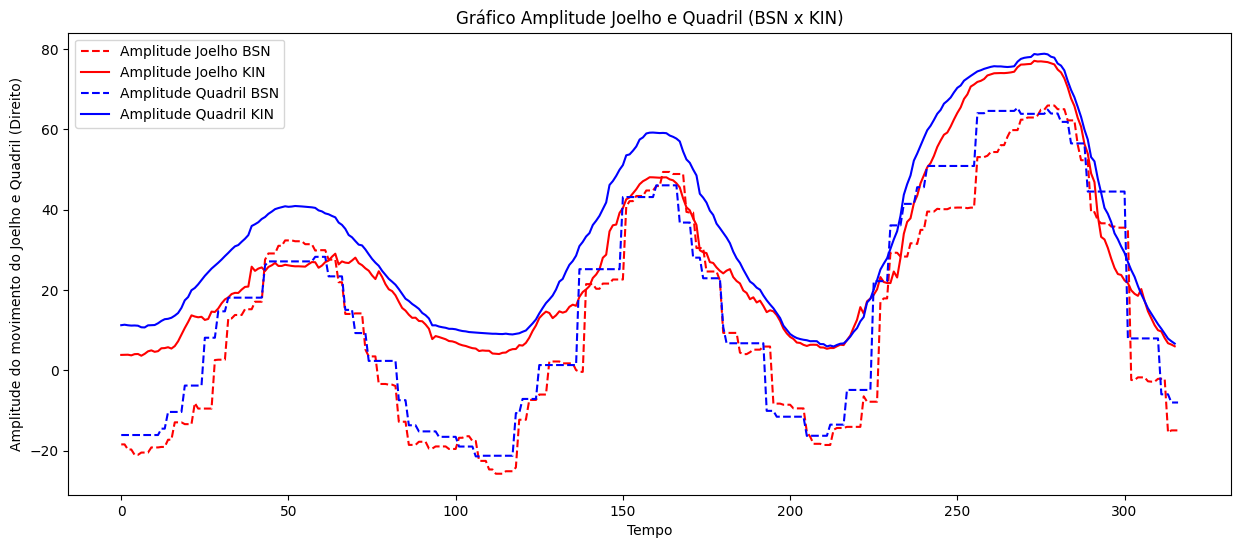 Gráfico Amplitude Joelho e Quadril (BSN x KIN)
Amplitude Joelho BSN
Amplitude Joelho KIN
Amplitude Quadril BSN
Amplitude Quadril KIN
Amplitude do movimento do Joelho e Quadril (Direito)
80
60
40
20
0
−20
0 50 100 150 200 250 300
Tempo